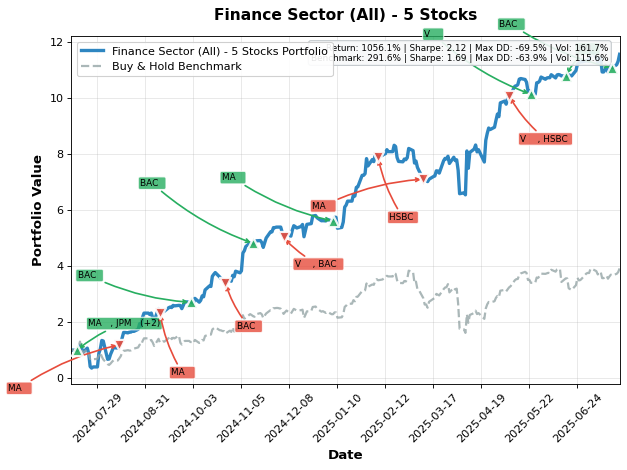 Finance Sector (All) - 5 Stocks
BAC
V
Finance Sector (All) - 5 Stocks Portfolio
Buy & Hold Benchmark
eturn: 1056.1% | Sharpe: 2.12 | Max DD: -69.5% | Vol: 161.7%
enchmark: 291.6% | Sharpe: 1.69 | Max DD: -63.9% | Vol: 115.6%
12
10
8
6
4
2
0
Portfolio Value
V , HSBC
MA
BAC
MA
HSBC
V , BAC
BAC
MA , JPM (+2)
BAC
MA
MA
2024-07-29
2024-08-31
2024-10-03
2024-11-05
2024-12-08
2025-01-10
2025-02-12
2025-03-17
2025-04-19
2025-05-22
2025-06-24
Date